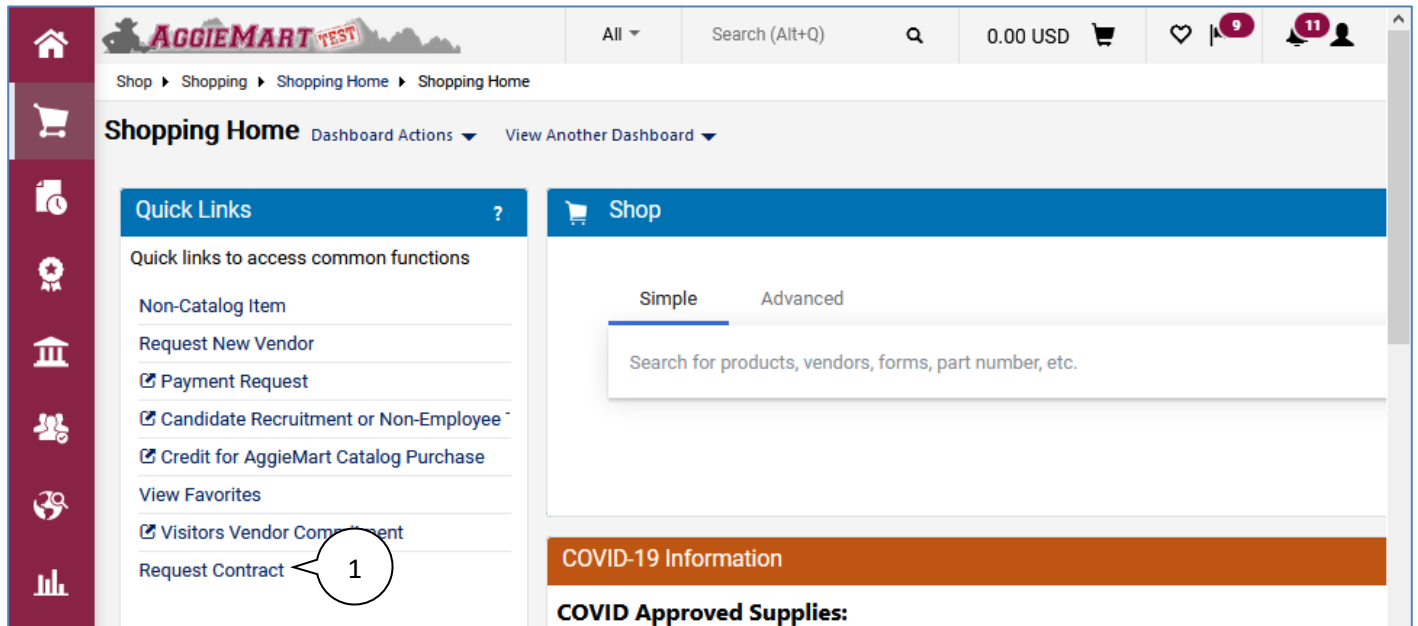 AGGIEMART TEST
All
Search (Alt+Q)
0.00 USD
9
11
Shop Shopping Shopping Home Shopping Home
Shopping Home Dashboard Actions View Another Dashboard
Quick Links ?
Quick links to access common functions
Non-Catalog Item
Request New Vendor
Payment Request
Candidate Recruitment or Non-Employee
Credit for AggieMart Catalog Purchase
View Favorites
Visitors Vendor
Request Contract
1
Shop
Simple Advanced
Search for products, vendors, forms, part number, etc.
COVID-19 Information
COVID Approved Supplies: